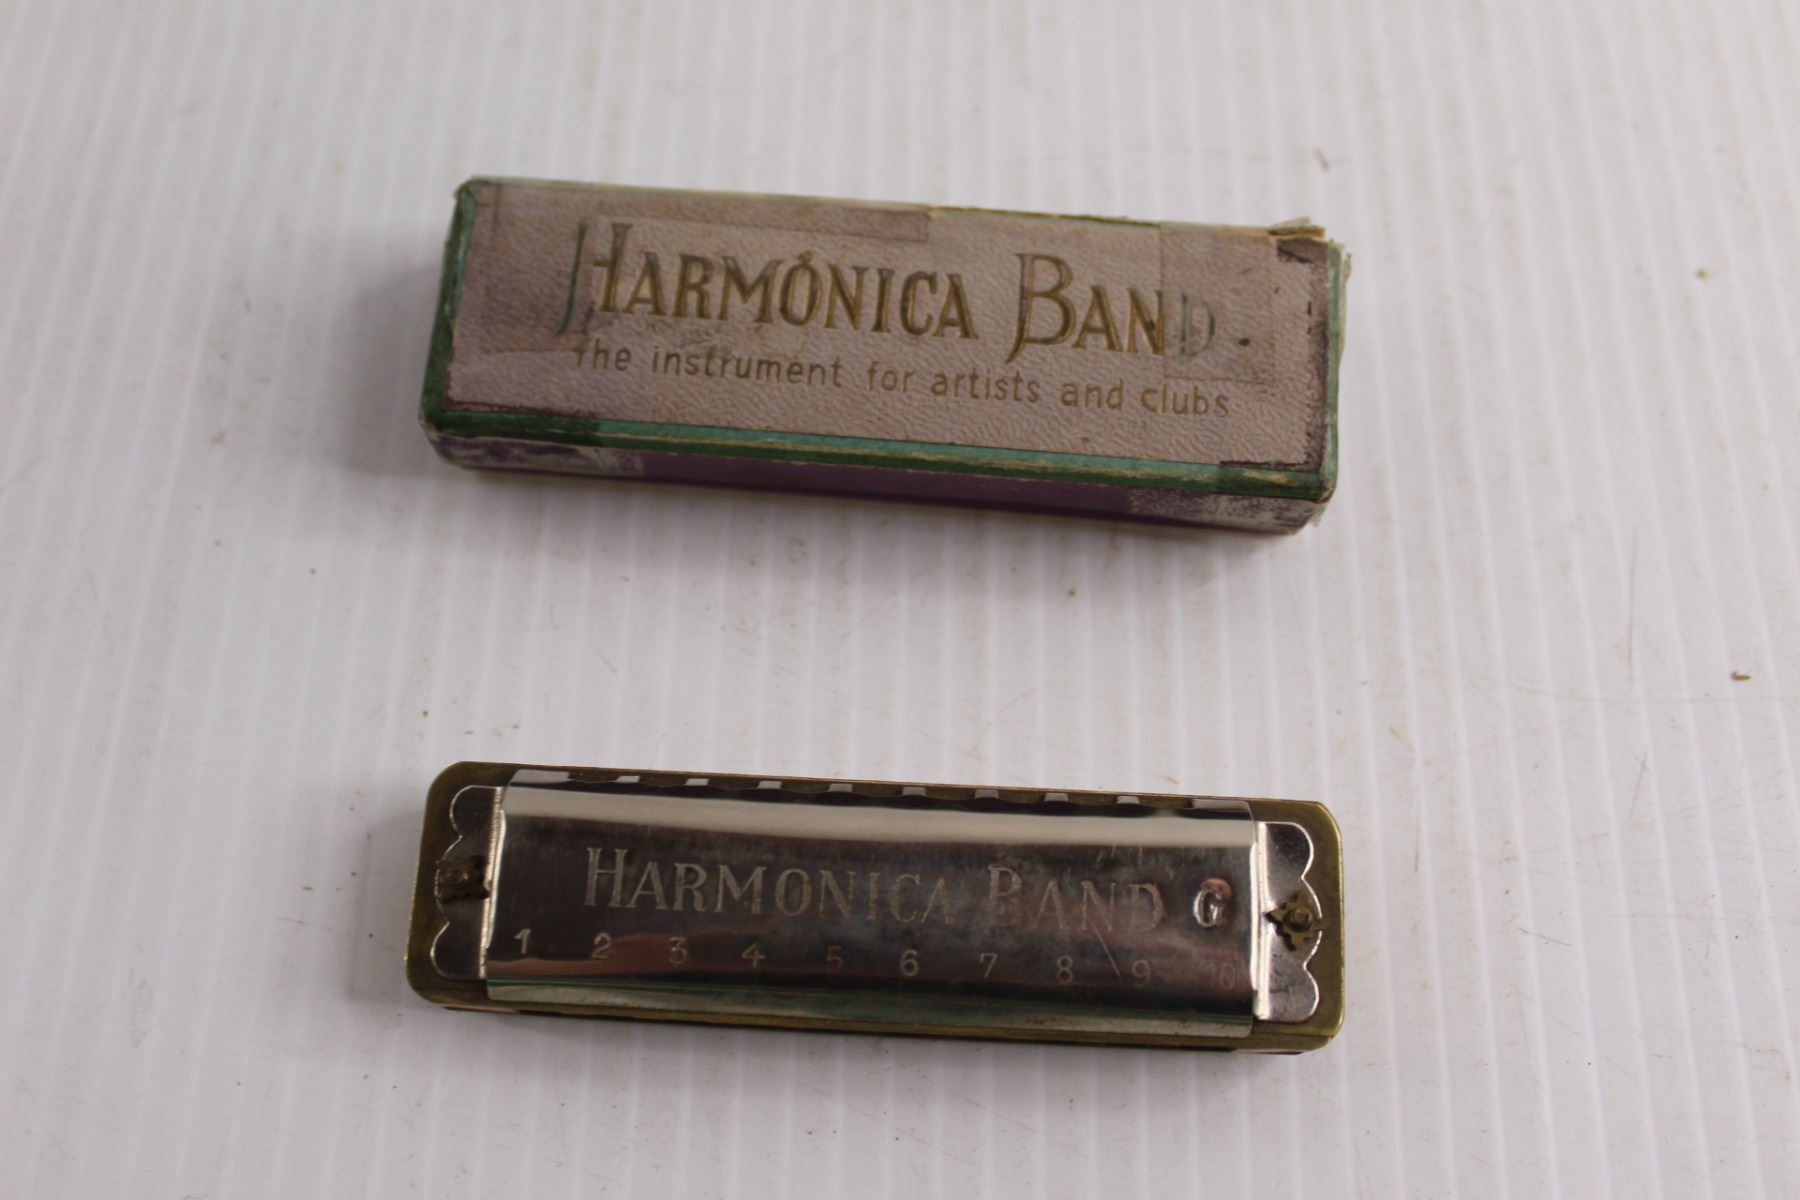 HARMONICA BAND
The instrument for artists and clubs
HARMONICA BAND G
1 2 3 4 5 6 7 8 9 10